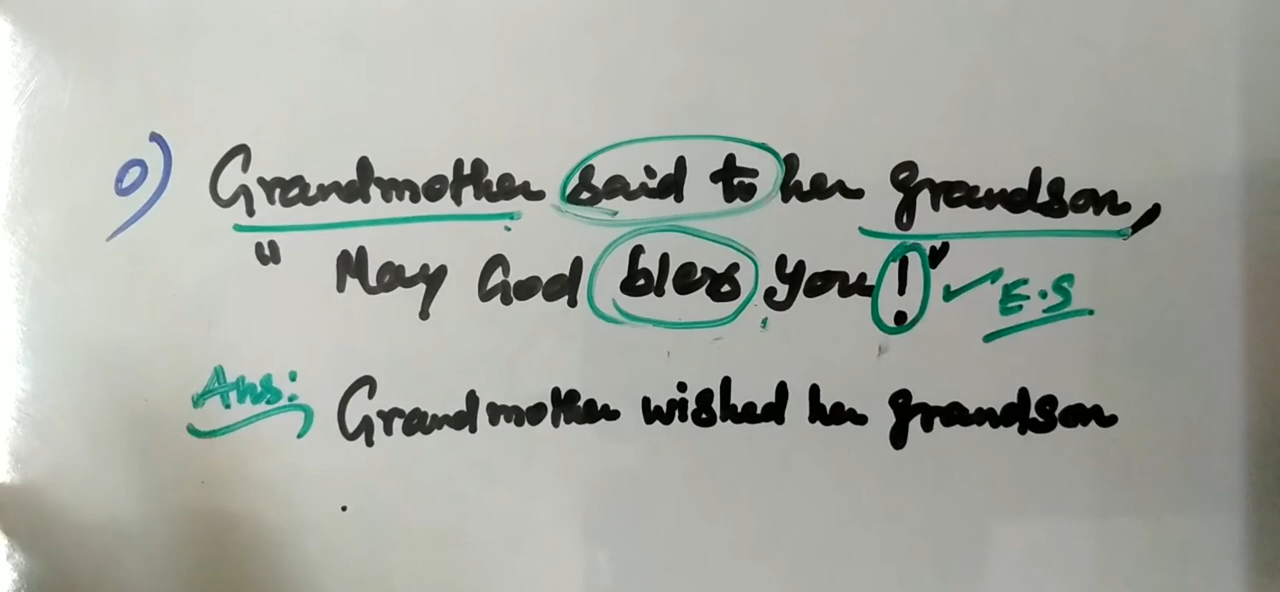 o) Grandmother said to her grandson,
" May God bless you!" ✓ E.S
Ans: Grandmother wished her grandson